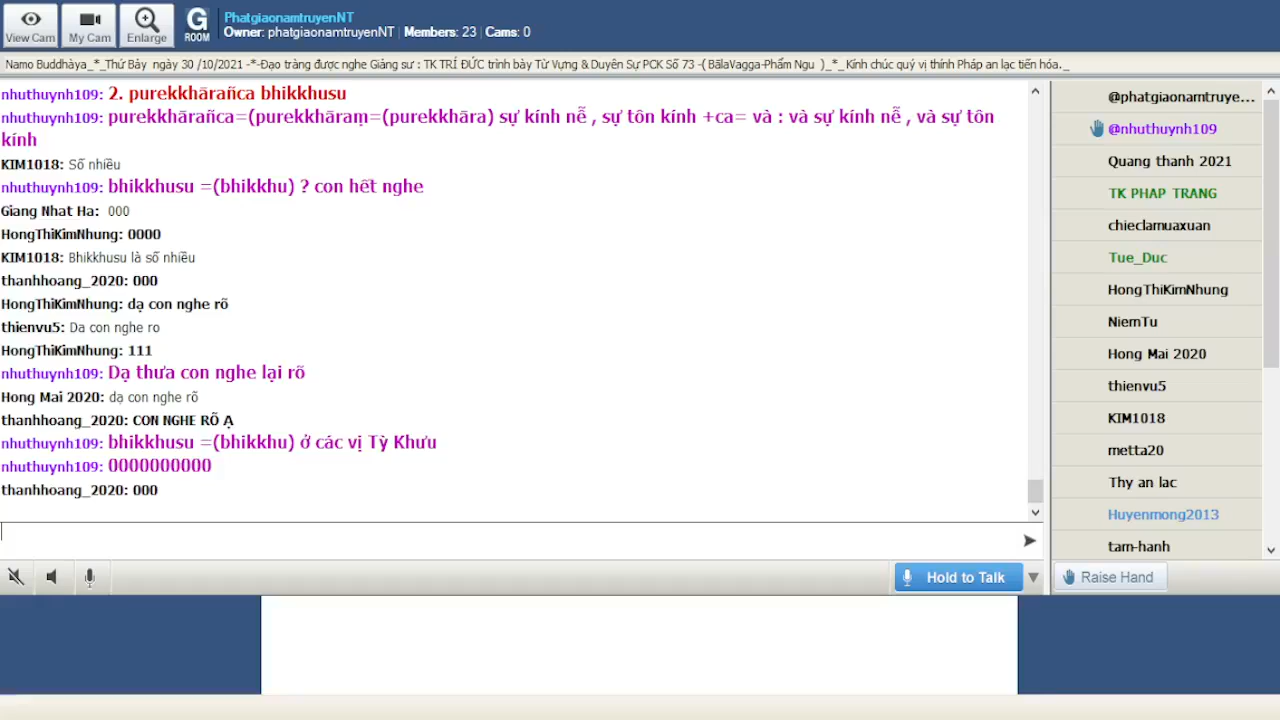 View Cam
My Cam
Enlarge
G
ROOM
PhatgiaonamtruyenNT
Owner: phatgiaonamtruyenNT | Members: 23 | Cams: 0
Namo Buddhàya_*_Thứ Bảy ngày 30 /10/2021 -*-Đạo tràng được nghe Giảng sư : TK TRÍ ĐỨC trình bày Từ Vựng & Duyên Sự PCK Số 73 -( BãlaVagga-Phẩm Ngu )_*_ Kính chúc quý vị thính Pháp an lạc tiến hóa._
nhuthuynh109: 2. purekkhārañca bhikkhusu
nhuthuynh109: purekkhārañca=(purekkhāraṃ=(purekkhāra) sự kính nễ , sự tôn kính +ca= và : và sự kính nễ , và sự tôn
kính
KIM1018: Số nhiều
nhuthuynh109: bhikkhusu =(bhikkhu) ? con hết nghe
Giang Nhat Ha: 000
HongThiKimNhung: 0000
KIM1018: Bhikkhusu là số nhiều
thanhhoang_2020: 000
HongThiKimNhung: dạ con nghe rõ
thienvu5: Da con nghe ro
HongThiKimNhung: 111
nhuthuynh109: Dạ thưa con nghe lại rõ
Hong Mai 2020: dạ con nghe rõ
thanhhoang_2020: CON NGHE RÕ Ạ
nhuthuynh109: bhikkhusu =(bhikkhu) ở các vị Tỳ Khưu
nhuthuynh109: 0000000000
thanhhoang_2020: 000
Hold to Talk
@phatgiaonamtruye...
@nhuthuynh109
Quang thanh 2021
TK PHAP TRANG
chieclamuaxuan
Tue_Duc
HongThiKimNhung
NiemTu
Hong Mai 2020
thienvu5
KIM1018
metta20
Thy an lac
Huyenmong2013
tam-hanh
Raise Hand